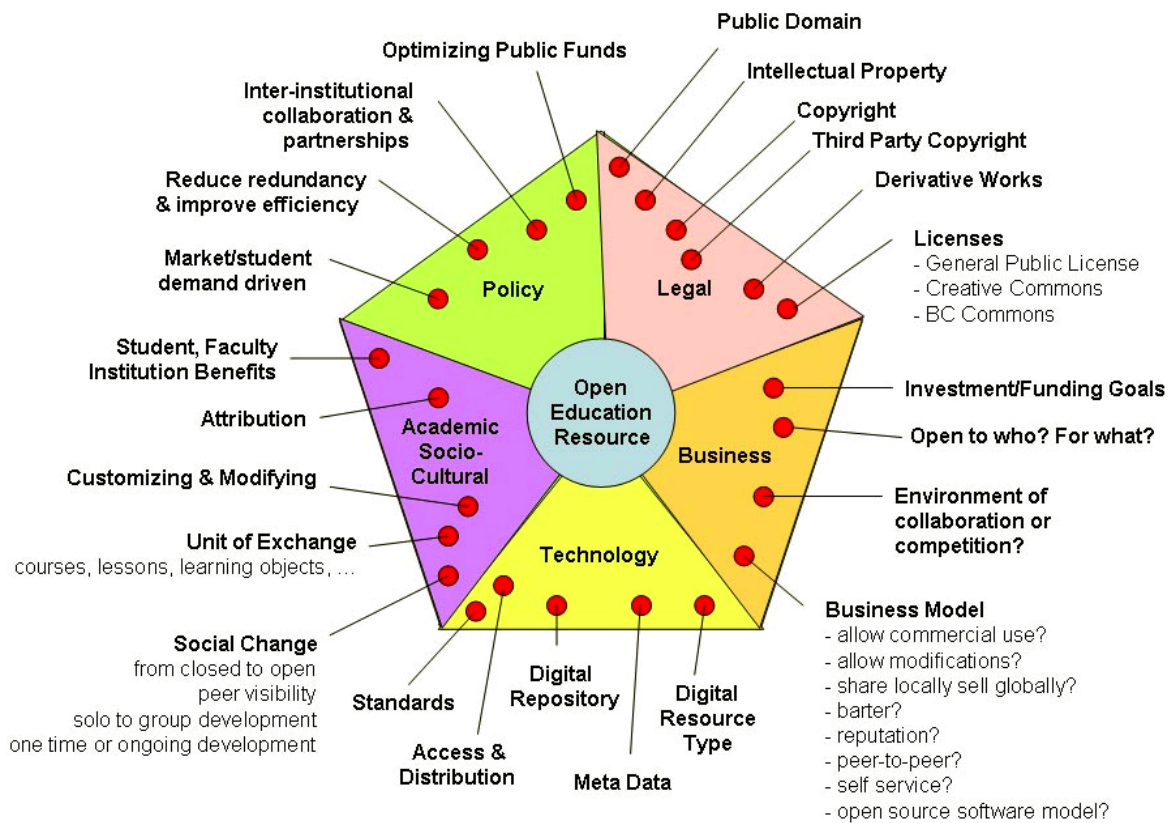 Public Domain
Optimizing Public Funds
Intellectual Property
Inter-institutional
collaboration &
partnerships
Copyright
Third Party Copyright
Reduce redundancy
& improve efficiency
Derivative Works
Market/student
demand driven
Licenses
- General Public License
- Creative Commons
- BC Commons
Policy
Legal
Student, Faculty
Institution Benefits
Attribution
Open
Education
Resource
Investment/Funding Goals
Open to who? For what?
Academic
Socio-
Cultural
Business
Customizing & Modifying
Environment of
collaboration or
competition?
Unit of Exchange
courses, lessons, learning objects, ...
Technology
Social Change
from closed to open
peer visibility
solo to group development
one time or ongoing development
Standards
Access &
Distribution
Digital
Repository
Meta Data
Digital
Resource
Type
Business Model
- allow commercial use?
- allow modifications?
- share locally sell globally?
- barter?
- reputation?
- peer-to-peer?
- self service?
- open source software model?